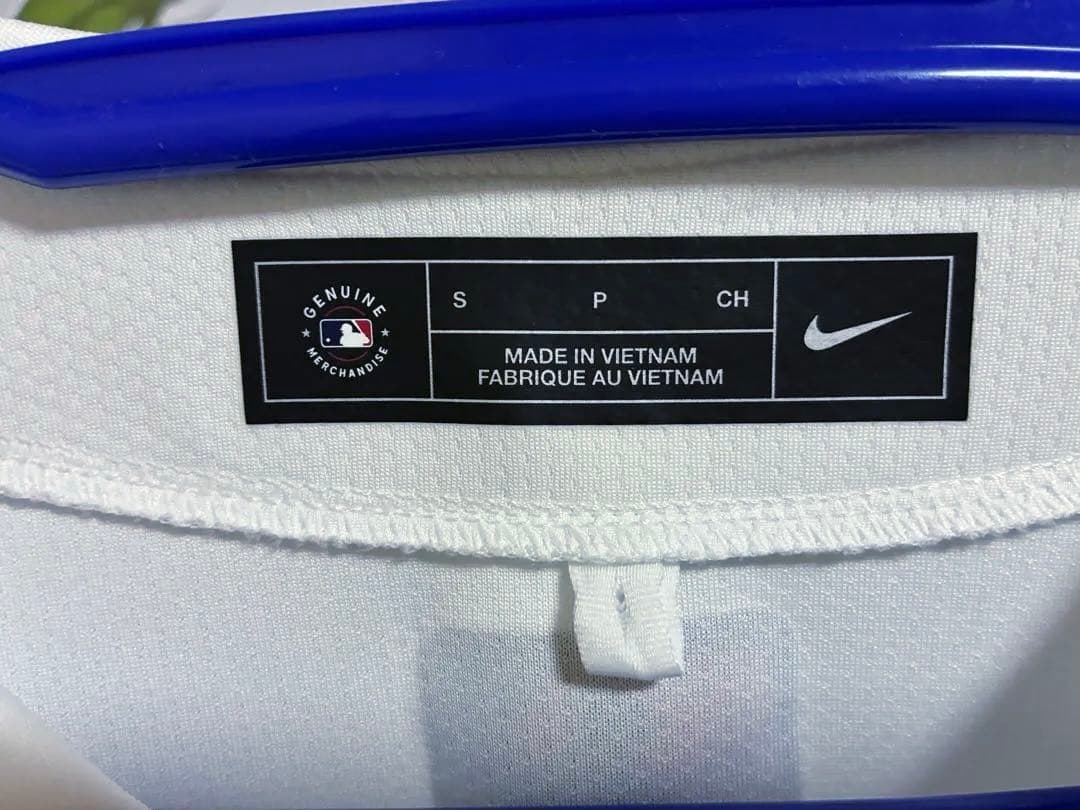 GENUINE
MERCHANDISE
S P CH
MADE IN VIETNAM
FABRIQUE AU VIETNAM